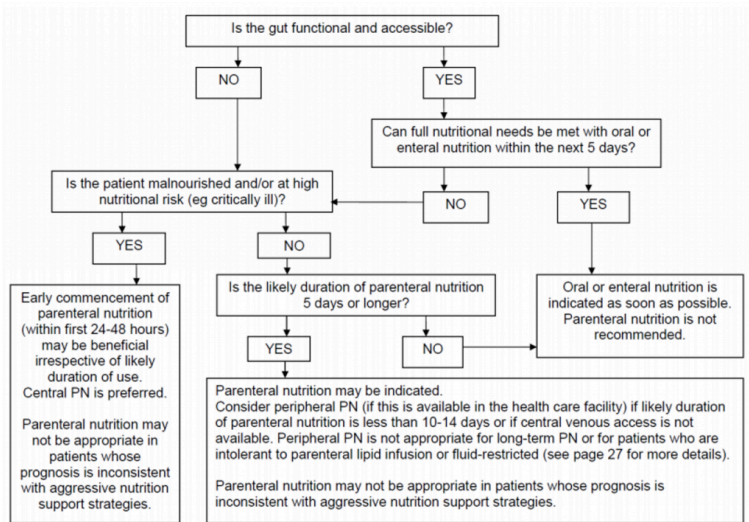 Is the gut functional and accessible?
NO
YES
Can full nutritional needs be met with oral or
enteral nutrition within the next 5 days?
Is the patient malnourished and/or at high
nutritional risk (eg critically ill)?
NO
YES
YES
NO
Is the likely duration of parenteral nutrition
5 days or longer?
Oral or enteral nutrition is
indicated as soon as possible.
Parenteral nutrition is not
recommended.
YES
NO
Early commencement of
parenteral nutrition
(within first 24-48 hours)
may be beneficial
irrespective of likely
duration of use.
Central PN is preferred.
Parenteral nutrition may
not be appropriate in
patients whose
prognosis is inconsistent
with aggressive nutrition
support strategies.
Parenteral nutrition may be indicated.
Consider peripheral PN (if this is available in the health care facility) if likely duration
of parenteral nutrition is less than 10-14 days or if central venous access is not
available. Peripheral PN is not appropriate for long-term PN or for patients who are
intolerant to parenteral lipid infusion or fluid-restricted (see page 27 for more details).
Parenteral nutrition may not be appropriate in patients whose prognosis is
inconsistent with aggressive nutrition support strategies.